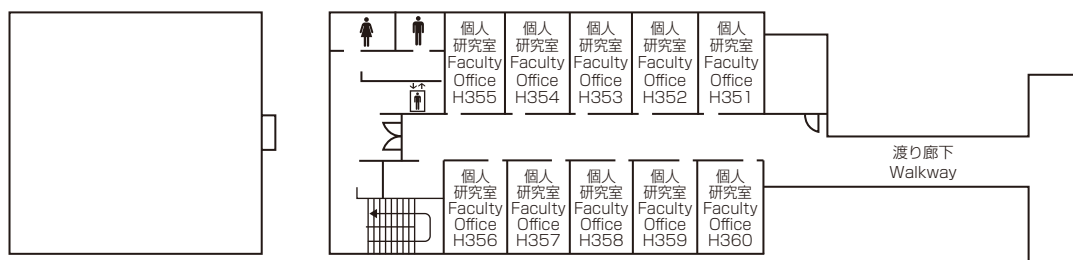 個人
研究室
Faculty
Office
H355
個人
研究室
Faculty
Office
H354
個人
研究室
Faculty
Office
H353
個人
研究室
Faculty
Office
H352
個人
研究室
Faculty
Office
H351
渡り廊下
Walkway
個人
研究室
Faculty
Office
H356
個人
研究室
Faculty
Office
H357
個人
研究室
Faculty
Office
H358
個人
研究室
Faculty
Office
H359
個人
研究室
Faculty
Office
H360